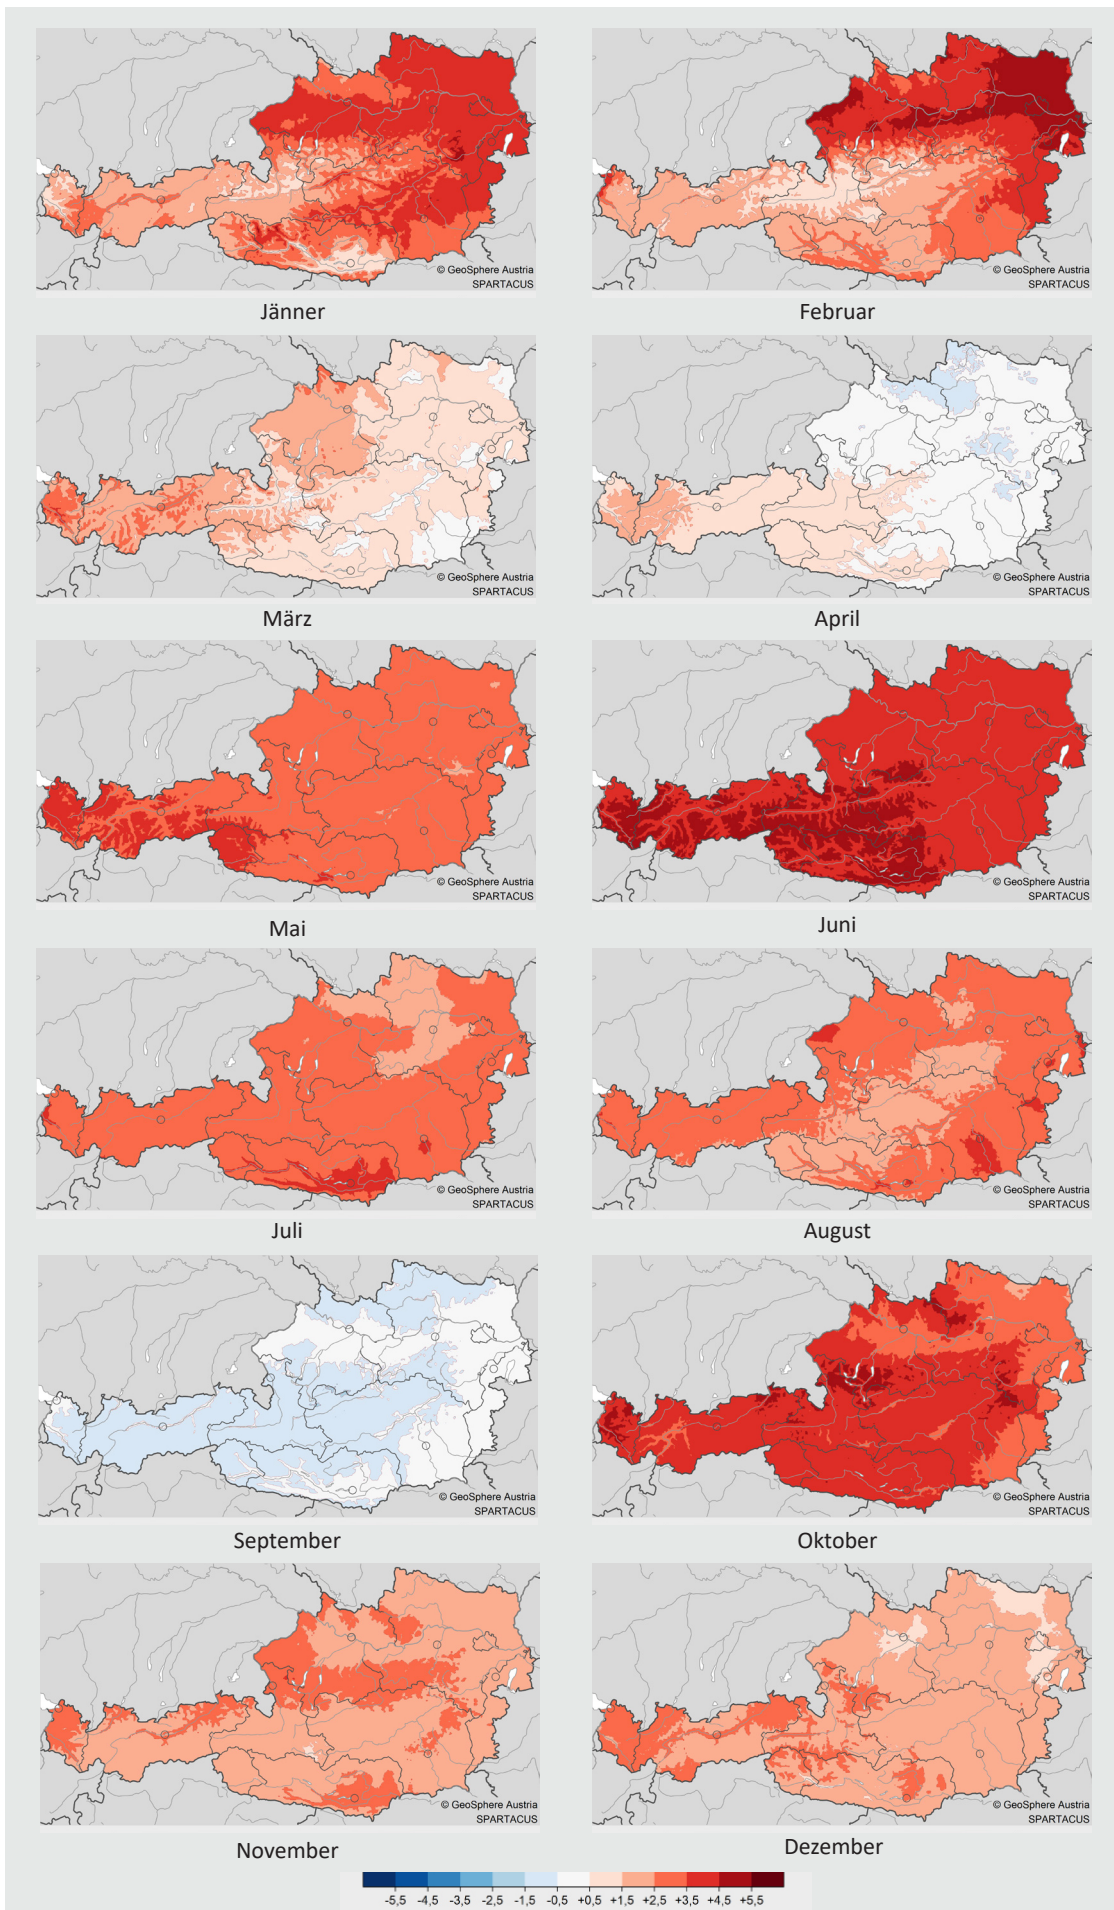 © GeoSphere Austria
SPARTACUS
© GeoSphere Austria
SPARTACUS
Jänner
Februar
© GeoSphere Austria
SPARTACUS
© GeoSphere Austria
SPARTACUS
März
April
© GeoSphere Austria
SPARTACUS
© GeoSphere Austria
SPARTACUS
Mai
Juni
© GeoSphere Austria
SPARTACUS
© GeoSphere Austria
SPARTACUS
Juli
August
© GeoSphere Austria
SPARTACUS
© GeoSphere Austria
SPARTACUS
September
Oktober
© GeoSphere Austria
SPARTACUS
© GeoSphere Austria
SPARTACUS
November
Dezember
-5,5 -4,5 -3,5 -2,5 -1,5 -0,5 +0,5 +1,5 +2,5 +3,5 +4,5 +5,5